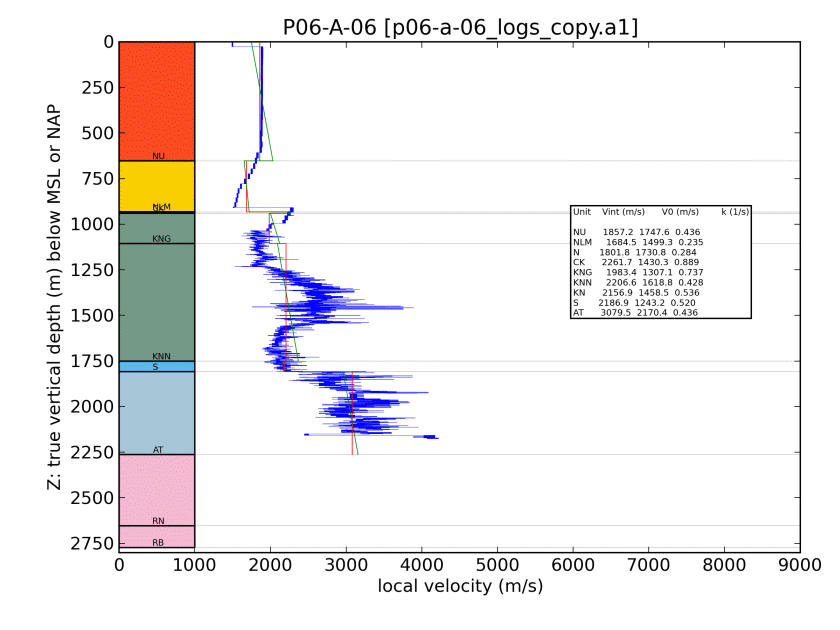 P06-A-06 [p06-a-06_logs_copy.a1]
Z: true vertical depth (m) below MSL or NAP
0
250
500
750
1000
1250
1500
1750
2000
2250
2500
2750
NU
NLM
CK
KNG
KNN
S
AT
RN
RB
Unit Vint (m/s) V0 (m/s) k (1/s)
NU 1857.2 1747.6 0.436
NLM 1684.5 1499.3 0.235
N 1801.8 1730.8 0.284
CK 2261.7 1430.3 0.889
KNG 1983.4 1307.1 0.737
KNN 2206.6 1618.8 0.428
KN 2156.9 1458.5 0.536
S 2186.9 1243.2 0.520
AT 3079.5 2170.4 0.436
0 1000 2000 3000 4000 5000 6000 7000 8000 9000
local velocity (m/s)